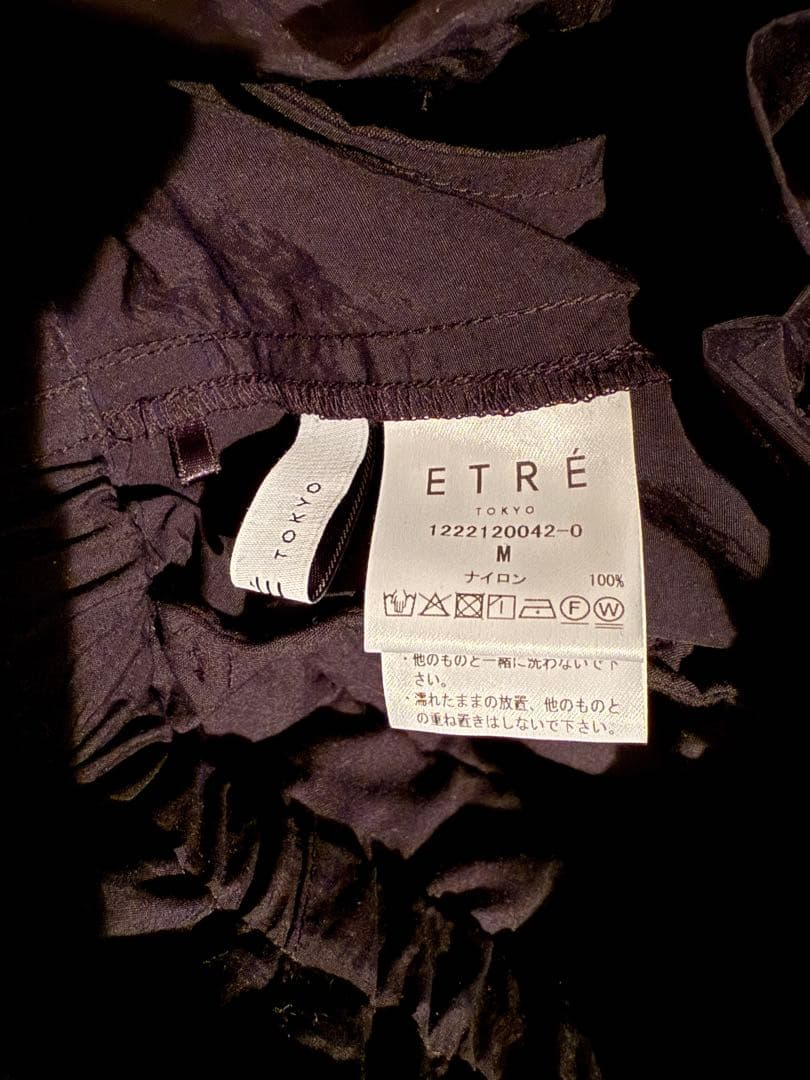 TOKYO
ETRÉ
TOKYO
1222120042-0
M
ナイロン 100%
F W
・他のものと一緒に洗わないで下
さい。
・濡れたままの放置、他のものと
の重ね置きはしないで下さい。